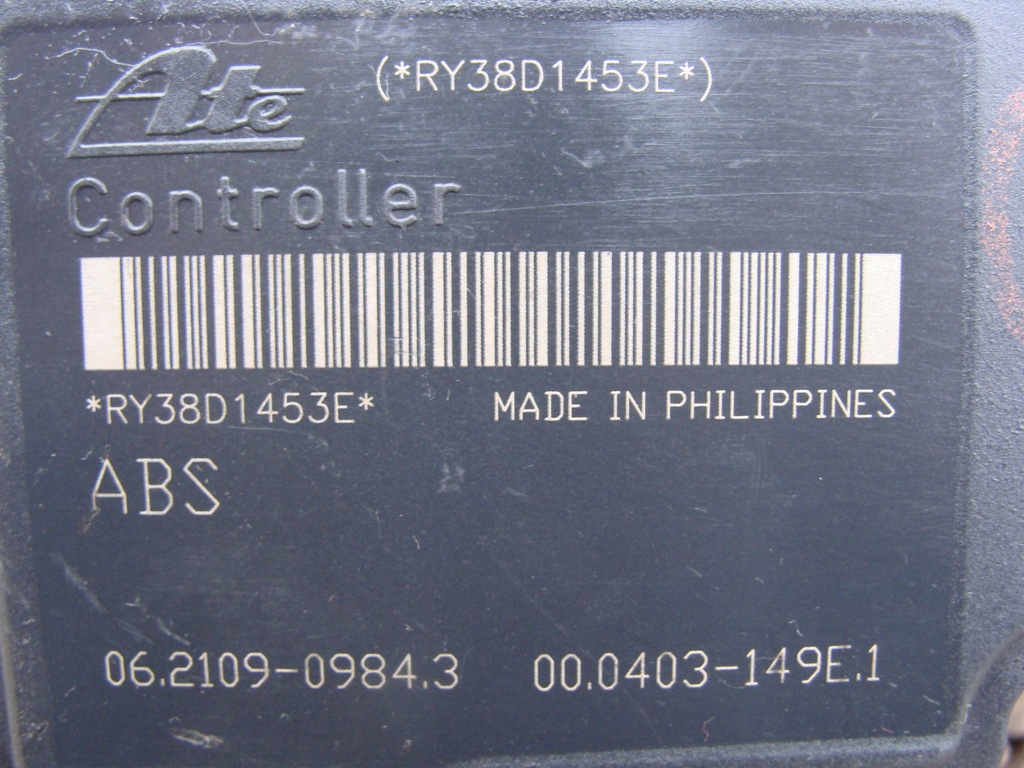 Ate (*RY38D1453E*)
Controller
*RY38D1453E* MADE IN PHILIPPINES
ABS
06.2109-0984.3 00.0403-149E.1